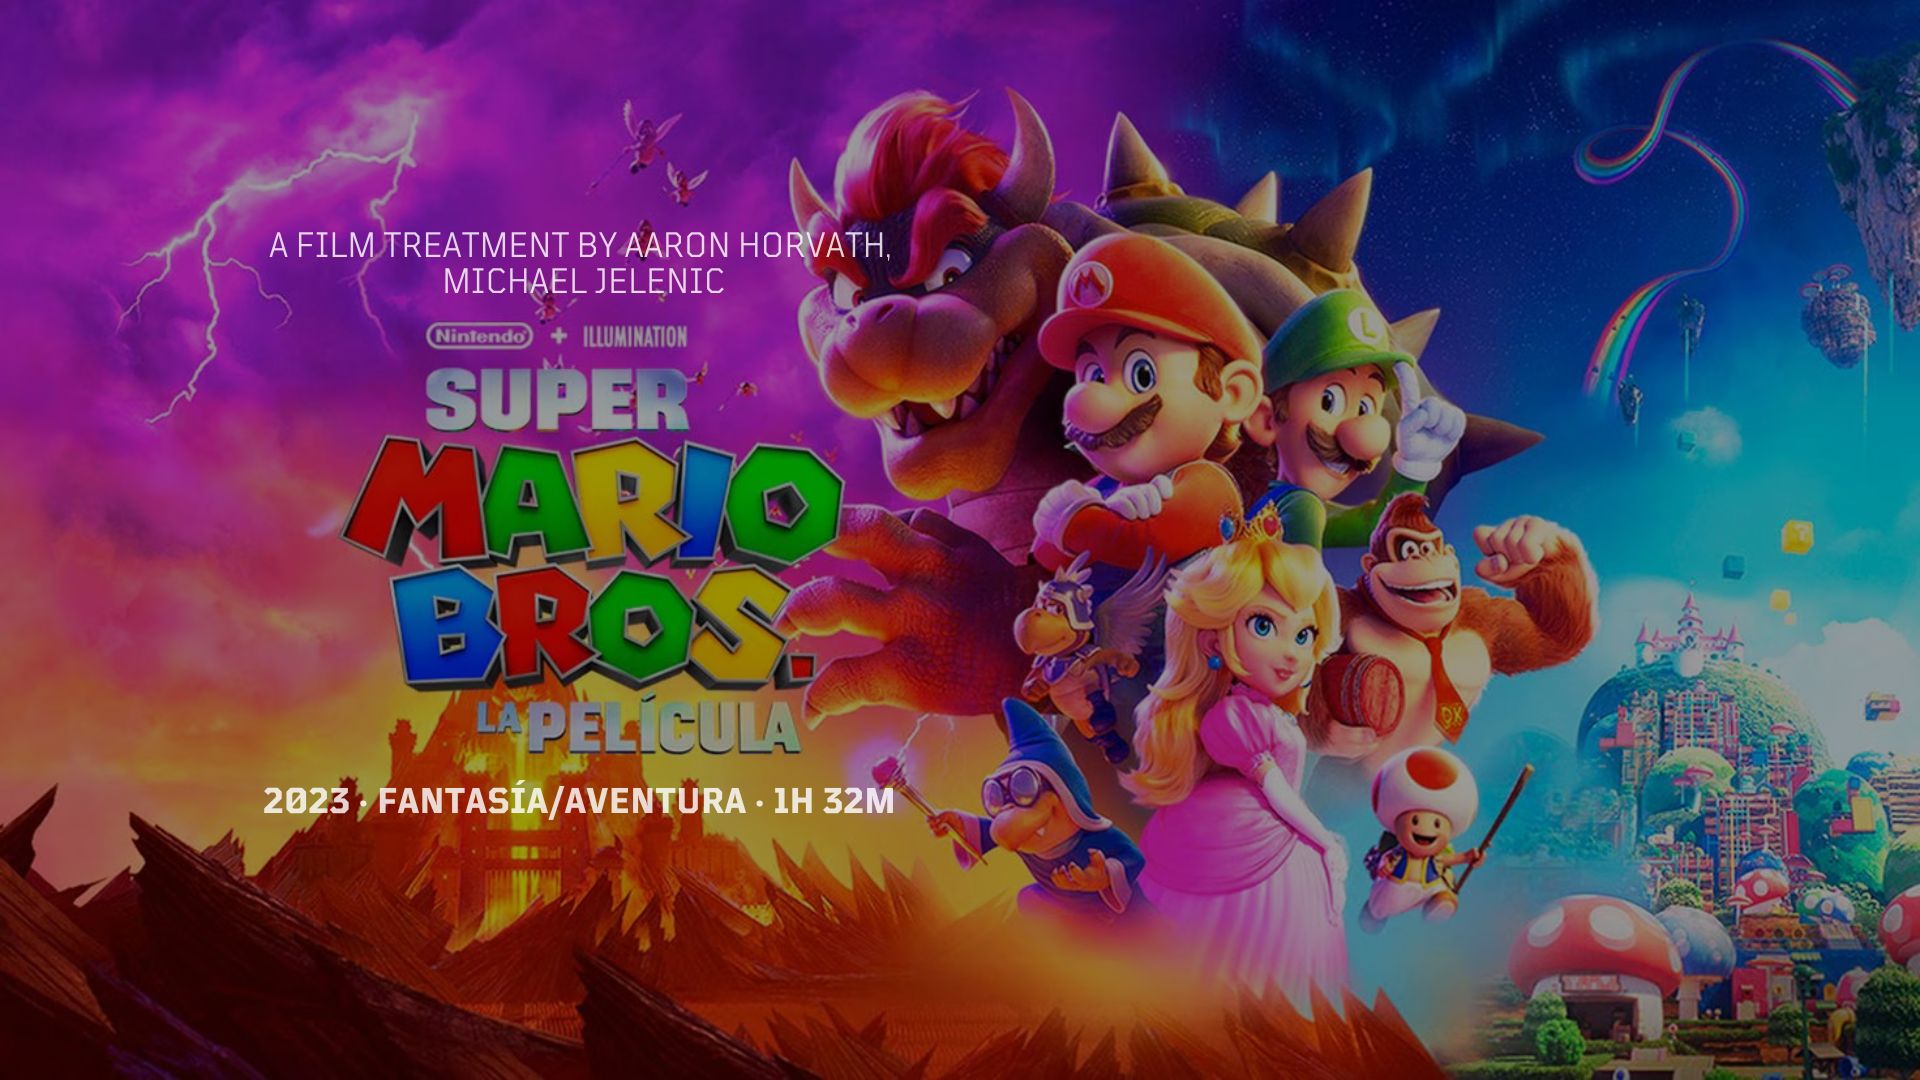 A FILM TREATMENT BY AARON HORVATH,
MICHAEL JELENIC
Nintendo + ILLUMINATION
SUPER
MARIO
BROS.
LA PELÍCULA
2023 · FANTASÍA/AVENTURA · 1H 32M
M
L
DK